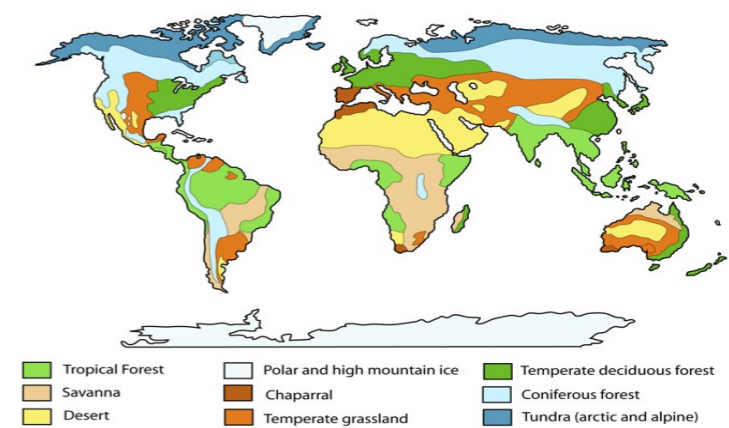 Tropical Forest
Polar and high mountain ice
Temperate deciduous forest
Savanna
Chaparral
Coniferous forest
Desert
Temperate grassland
Tundra (arctic and alpine)